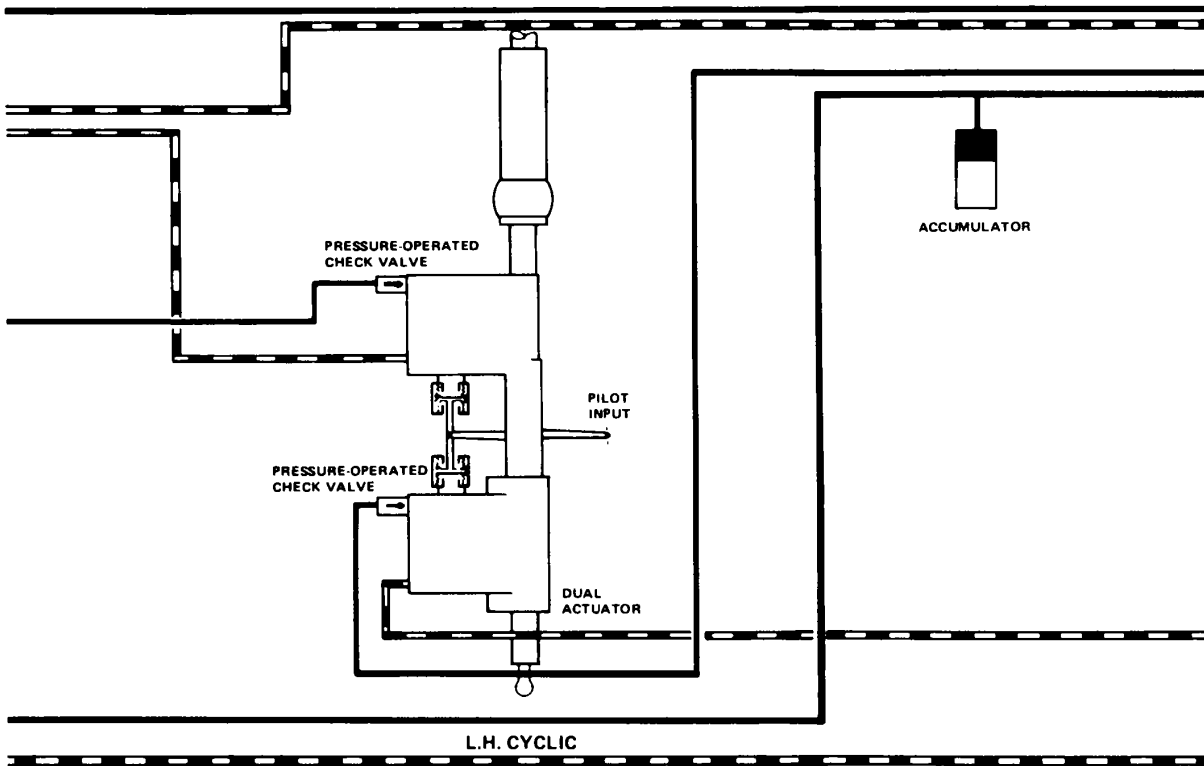 ACCUMULATOR
PRESSURE-OPERATED
CHECK VALVE
PILOT
INPUT
PRESSURE-OPERATED
CHECK VALVE
DUAL
ACTUATOR
L.H. CYCLIC